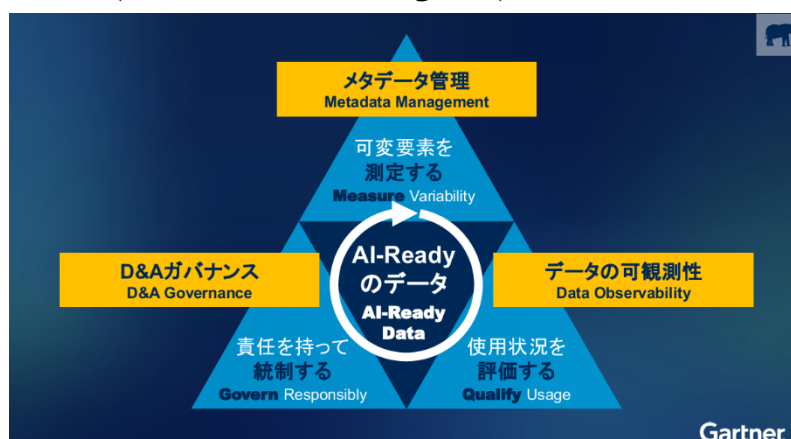 メタデータ管理
Metadata Management
可変要素を
測定する
Measure Variability
D&Aガバナンス
D&A Governance
AI-Ready
のデータ
AI-Ready
Data
データの可観測性
Data Observability
責任を持って
統制する
Govern Responsibly
使用状況を
評価する
Qualify Usage
Gartner